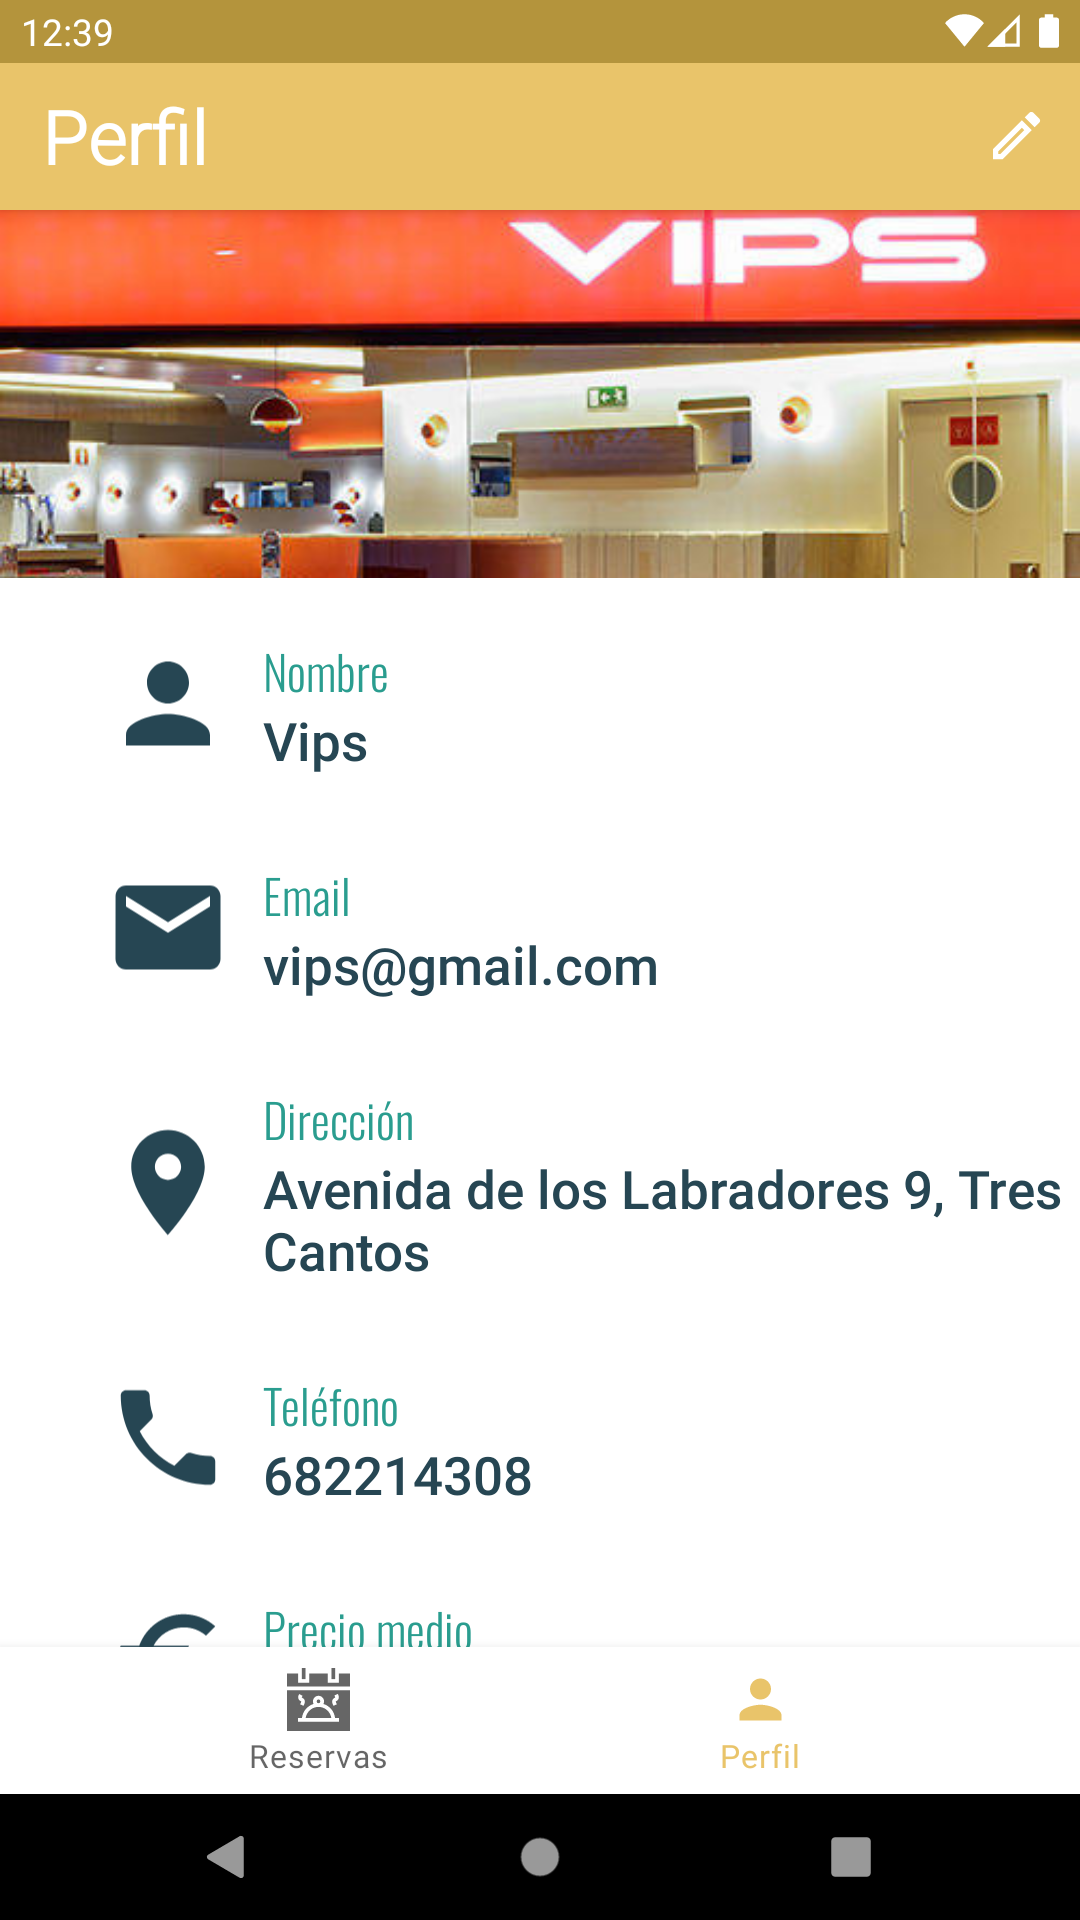 12:39
Perfil
VIPS
Nombre
Vips
Email
vips@gmail.com
Dirección
Avenida de los Labradores 9, Tres
Cantos
Teléfono
682214308
Precio medio
Reservas
Perfil